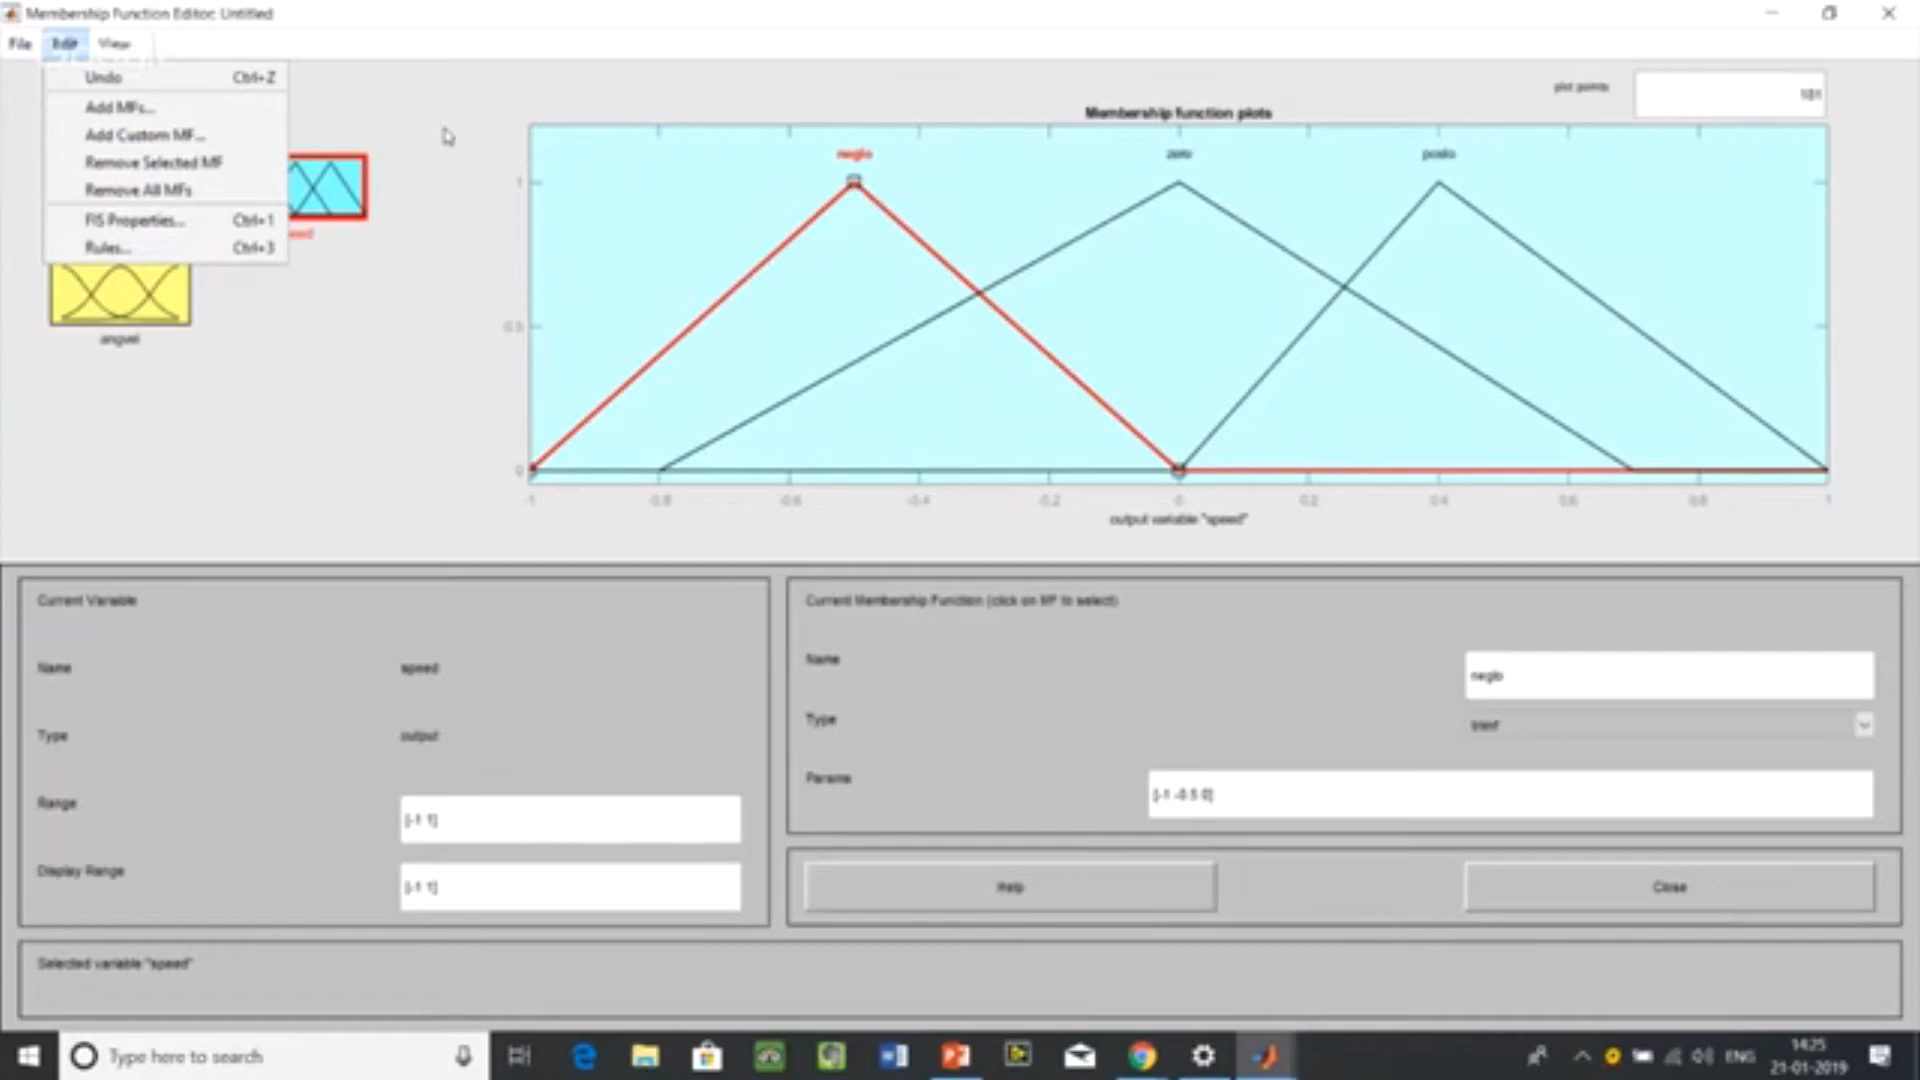 Membership Function Editor: Untitled
File Edit View
Undo Ctrl+Z
Add MFs...
Add Custom MF...
Remove Selected MF
Remove All MFs
FIS Properties... Ctrl+1
Rules... Ctrl+3
angvel
plot points:
181
Membership function plots
neglo zero poslo
1
0.5
0
-1 -0.8 -0.6 -0.4 -0.2 0 0.2 0.4 0.6 0.8 1
output variable "speed"
Current Variable
Name speed
Type output
Range [-1 1]
Display Range [-1 1]
Current Membership Function (click on MF to select)
Name neglo
Type trimf
Params [-1 -0.5 0]
Help Close
Selected variable "speed"
Type here to search
ENG
14:25
21-01-2019